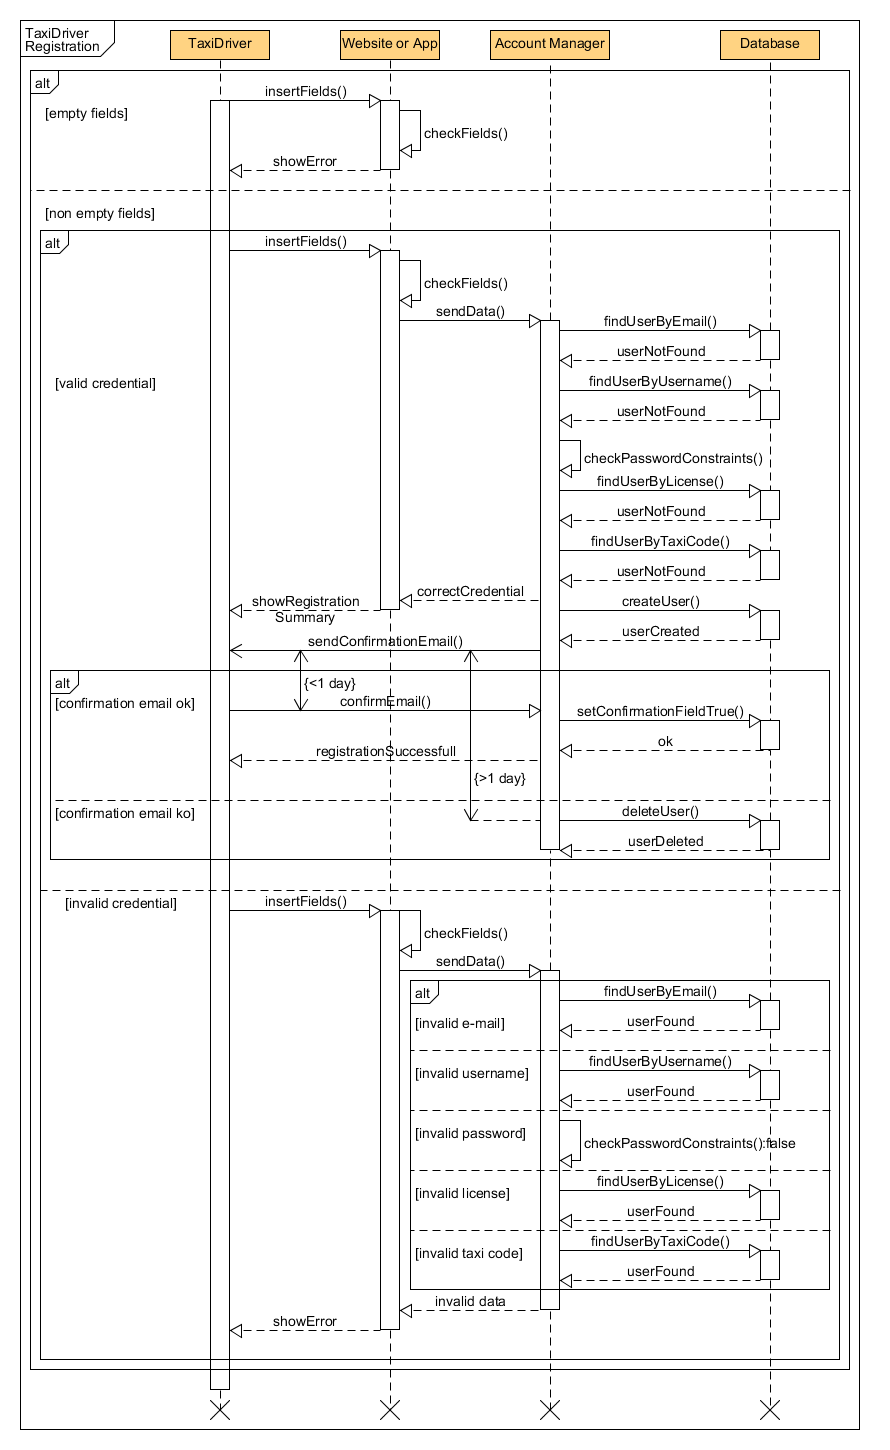 TaxiDriver
Registration
TaxiDriver
Website or App
Account Manager
Database
alt
insertFields()
[empty fields]
checkFields()
showError
[non empty fields]
alt
insertFields()
checkFields()
sendData()
findUserByEmail()
userNotFound
[valid credential]
findUserByUsername()
userNotFound
checkPasswordConstraints()
findUserByLicense()
userNotFound
findUserByTaxiCode()
userNotFound
correctCredential
showRegistration
Summary
createUser()
userCreated
sendConfirmationEmail()
alt
{<1 day}
[confirmation email ok]
confirmEmail()
setConfirmationFieldTrue()
ok
registrationSuccessfull
{>1 day}
[confirmation email ko]
deleteUser()
userDeleted
[invalid credential]
insertFields()
checkFields()
sendData()
alt
findUserByEmail()
[invalid e-mail]
userFound
findUserByUsername()
[invalid username]
userFound
[invalid password]
checkPasswordConstraints():false
findUserByLicense()
[invalid license]
userFound
findUserByTaxiCode()
[invalid taxi code]
userFound
invalid data
showError